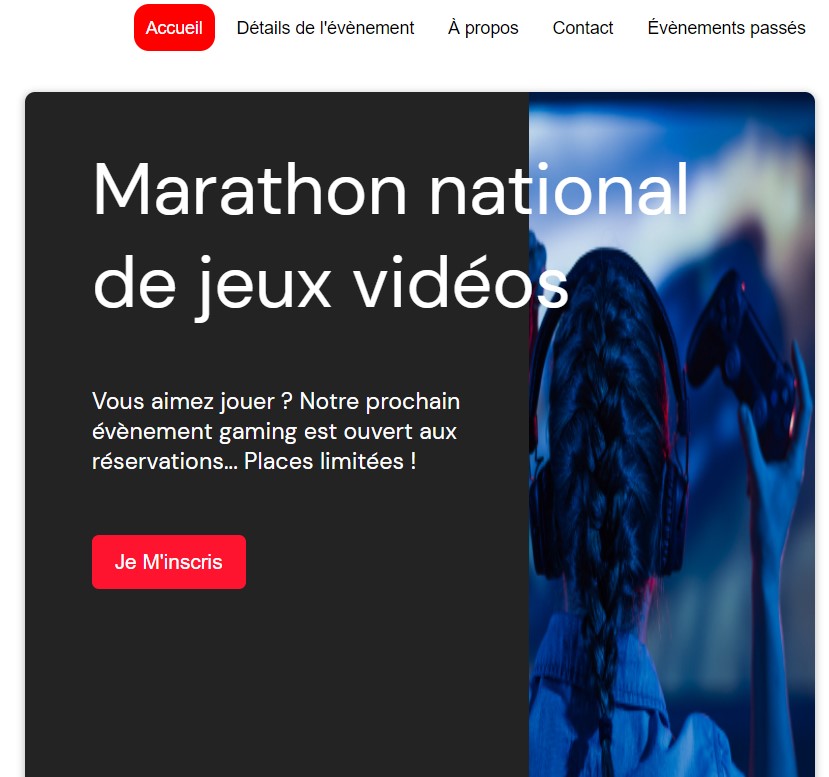 Accueil Détails de l'évènement À propos Contact Évènements passés
Marathon national
de jeux vidéos
Vous aimez jouer ? Notre prochain
évènement gaming est ouvert aux
réservations... Places limitées !
Je M'inscris